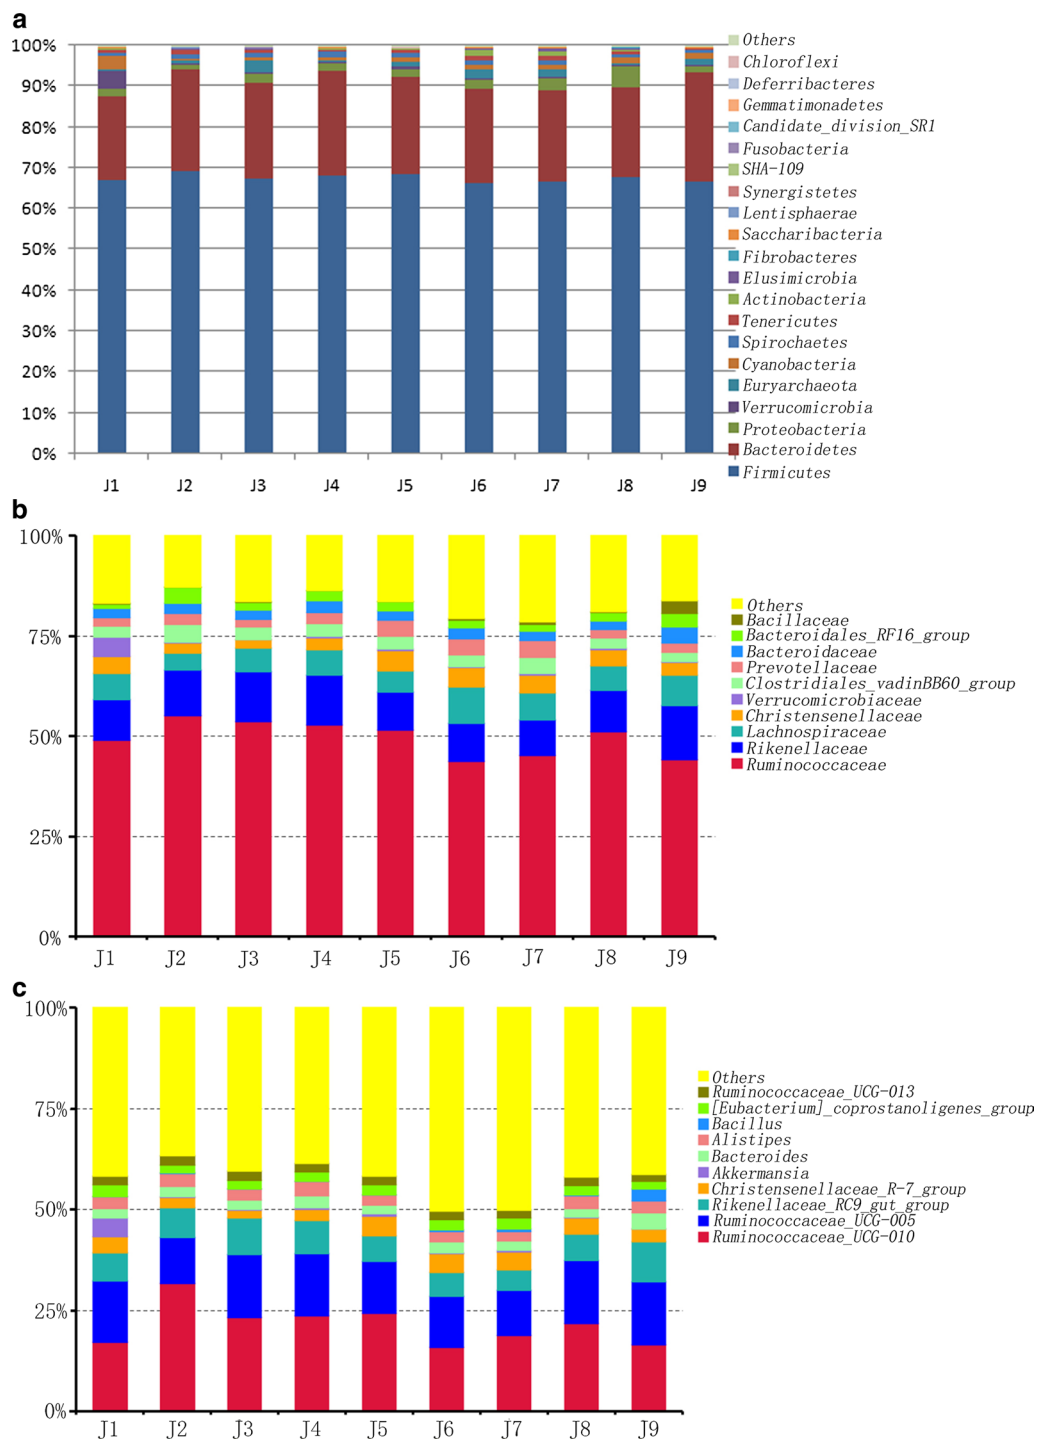 a
100%
90%
80%
70%
60%
50%
40%
30%
20%
10%
0%
J1 J2 J3 J4 J5 J6 J7 J8 J9
Others
Chloroflexi
Deferribacteres
Gemmatimonadetes
Candidate_division_SR1
Fusobacteria
SHA-109
Synergistetes
Lentisphaerae
Saccharibacteria
Fibrobacteres
Elusimicrobia
Actinobacteria
Tenericutes
Spirochaetes
Cyanobacteria
Euryarchaeota
Verrucomicrobia
Proteobacteria
Bacteroidetes
Firmicutes
b
100%
75%
50%
25%
0%
J1 J2 J3 J4 J5 J6 J7 J8 J9
Others
Bacillaceae
Bacteroidales_RF16_group
Bacteroidaceae
Prevotellaceae
Clostridiales_vadinBB60_group
Verrucomicrobiaceae
Christensenellaceae
Lachnospiraceae
Rikenellaceae
Ruminococcaceae
c
100%
75%
50%
25%
0%
J1 J2 J3 J4 J5 J6 J7 J8 J9
Others
Ruminococcaceae_UCG-013
[Eubacterium]_coprostanoligenes_group
Bacillus
Alistipes
Bacteroides
Akkermansia
Christensenellaceae_R-7_group
Rikenellaceae_RC9_gut_group
Ruminococcaceae_UCG-005
Ruminococcaceae_UCG-010